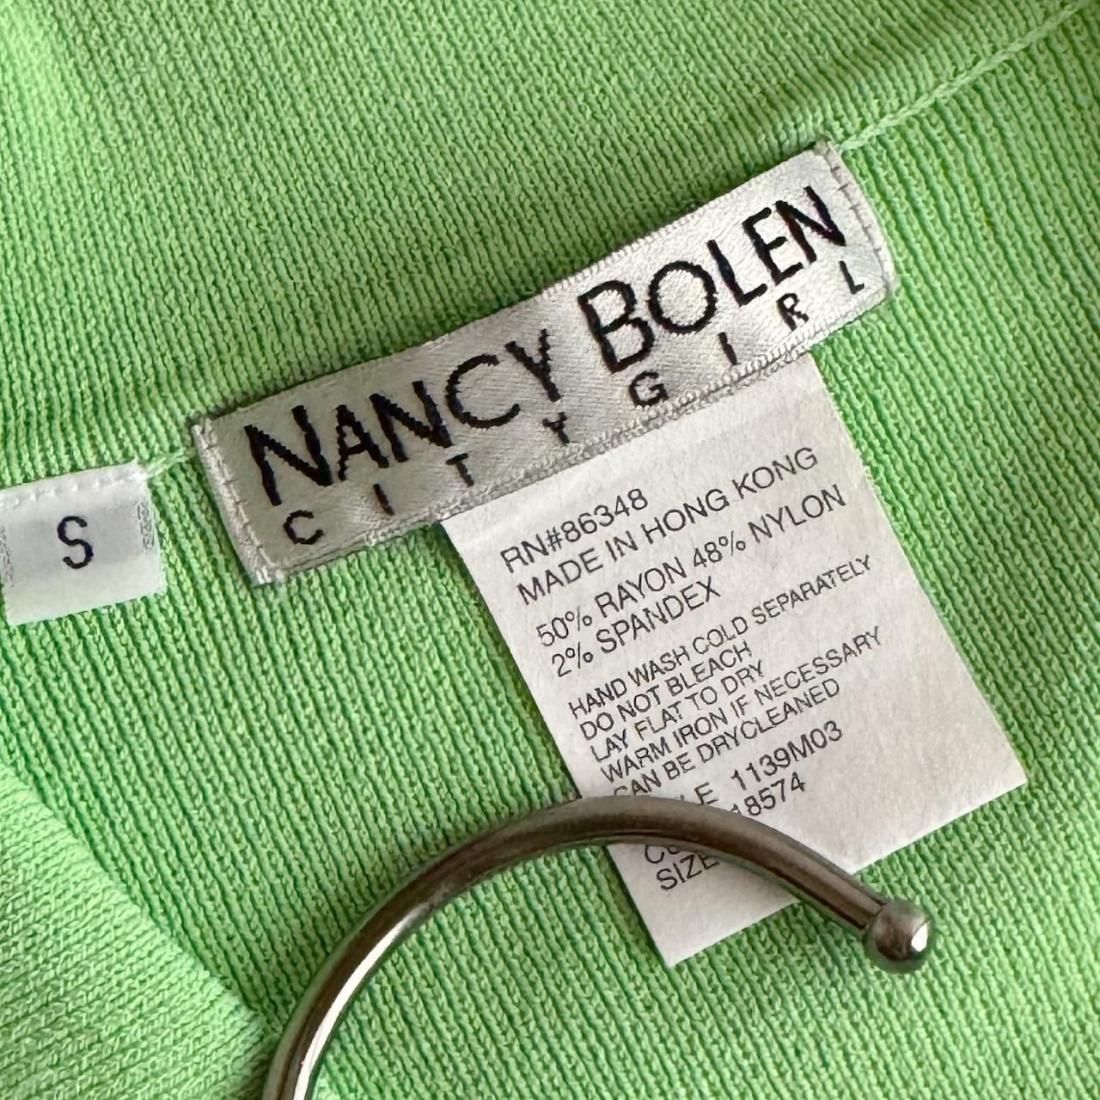 NANCY BOLEN
CITY GIRL
S
RN#86348
MADE IN HONG KONG
50% RAYON 48% NYLON
2% SPANDEX
HAND WASH COLD SEPARATELY
DO NOT BLEACH
LAY FLAT TO DRY
WARM IRON IF NECESSARY
CAN BE DRYCLEANED
1139M03
18574
SIZE